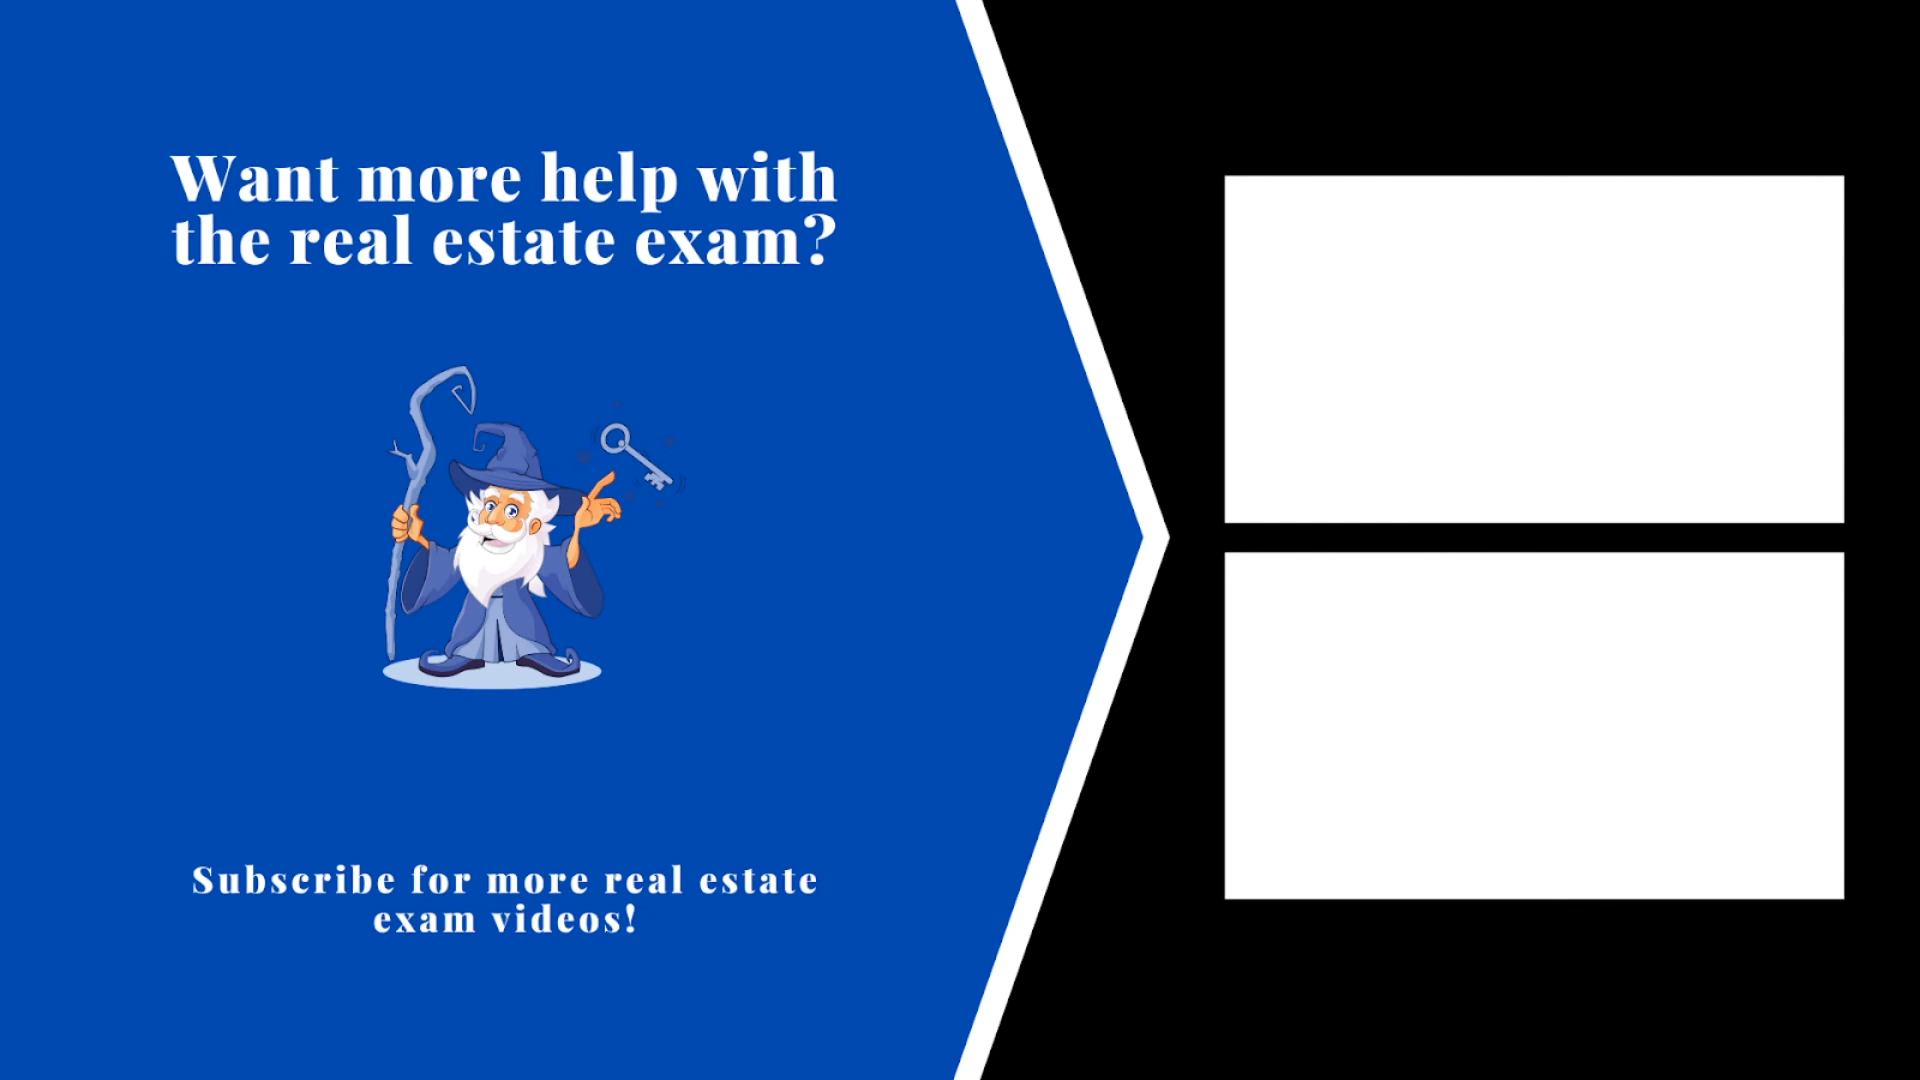 Want more help with
the real estate exam?
Subscribe for more real estate
exam videos!